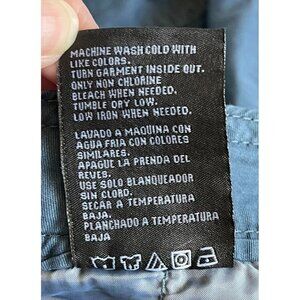 MACHINE WASH COLD WITH
LIKE COLORS.
TURN GARMENT INSIDE OUT.
ONLY NON CHLORINE
BLEACH WHEN NEEDED.
TUMBLE DRY LOW.
LOW IRON WHEN NEEDED.
LAVADO A MAQUINA CON
AGUA FRIA CON COLORES
SIMILARES.
APAGUE LA PRENDA DEL
REVES.
USE SOLO BLANQUEADOR
SIN CLORO.
SECAR A TEMPERATURA
BAJA.
PLANCHADO A TEMPERATURA
BAJA